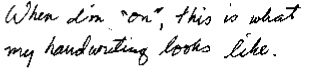 When I'm "on", this is what
my handwriting looks like.